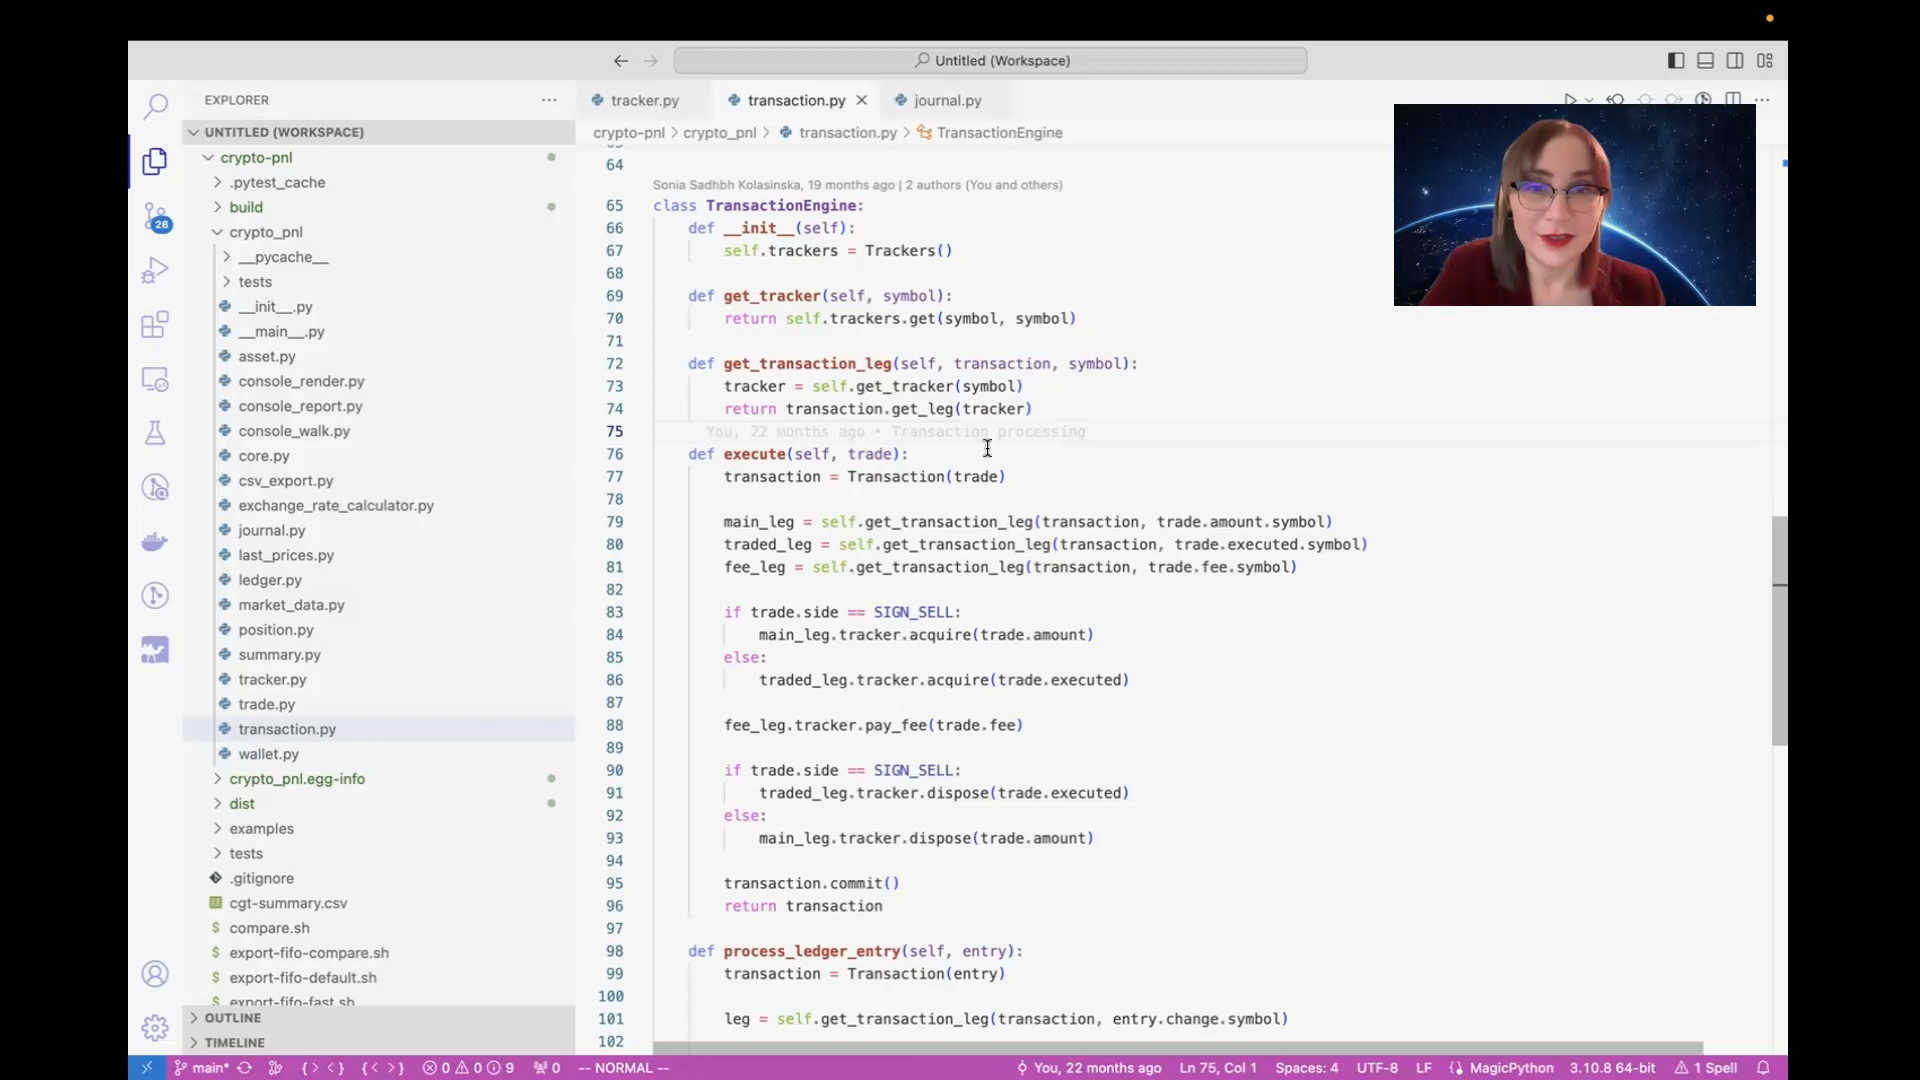 Untitled (Workspace)
EXPLORER
UNTITLED (WORKSPACE)
crypto-pnl
.pytest_cache
build
crypto_pnl
__pycache__
tests
__init__.py
__main__.py
asset.py
console_render.py
console_report.py
console_walk.py
core.py
csv_export.py
exchange_rate_calculator.py
journal.py
last_prices.py
ledger.py
market_data.py
position.py
summary.py
tracker.py
trade.py
transaction.py
wallet.py
crypto_pnl.egg-info
dist
examples
tests
.gitignore
cgt-summary.csv
compare.sh
export-fifo-compare.sh
export-fifo-default.sh
export-fifo-fast.sh
OUTLINE
TIMELINE
26
tracker.py transaction.py journal.py
crypto-pnl > crypto_pnl > transaction.py > TransactionEngine
64
Sonia Sadhbh Kolasinska, 19 months ago | 2 authors (You and others)
65 class TransactionEngine:
66 def __init__(self):
67 self.trackers = Trackers()
68
69 def get_tracker(self, symbol):
70 return self.trackers.get(symbol, symbol)
71
72 def get_transaction_leg(self, transaction, symbol):
73 tracker = self.get_tracker(symbol)
74 return transaction.get_leg(tracker)
75 You, 22 months ago • Transaction processing
76 def execute(self, trade):
77 transaction = Transaction(trade)
78
79 main_leg = self.get_transaction_leg(transaction, trade.amount.symbol)
80 traded_leg = self.get_transaction_leg(transaction, trade.executed.symbol)
81 fee_leg = self.get_transaction_leg(transaction, trade.fee.symbol)
82
83 if trade.side == SIGN_SELL:
84 main_leg.tracker.acquire(trade.amount)
85 else:
86 traded_leg.tracker.acquire(trade.executed)
87
88 fee_leg.tracker.pay_fee(trade.fee)
89
90 if trade.side == SIGN_SELL:
91 traded_leg.tracker.dispose(trade.executed)
92 else:
93 main_leg.tracker.dispose(trade.amount)
94
95 transaction.commit()
96 return transaction
97
98 def process_ledger_entry(self, entry):
99 transaction = Transaction(entry)
100
101 leg = self.get_transaction_leg(transaction, entry.change.symbol)
102
main* 0 0 9 0 -- NORMAL -- You, 22 months ago Ln 75, Col 1 Spaces: 4 UTF-8 LF MagicPython 3.10.8 64-bit 1 Spell